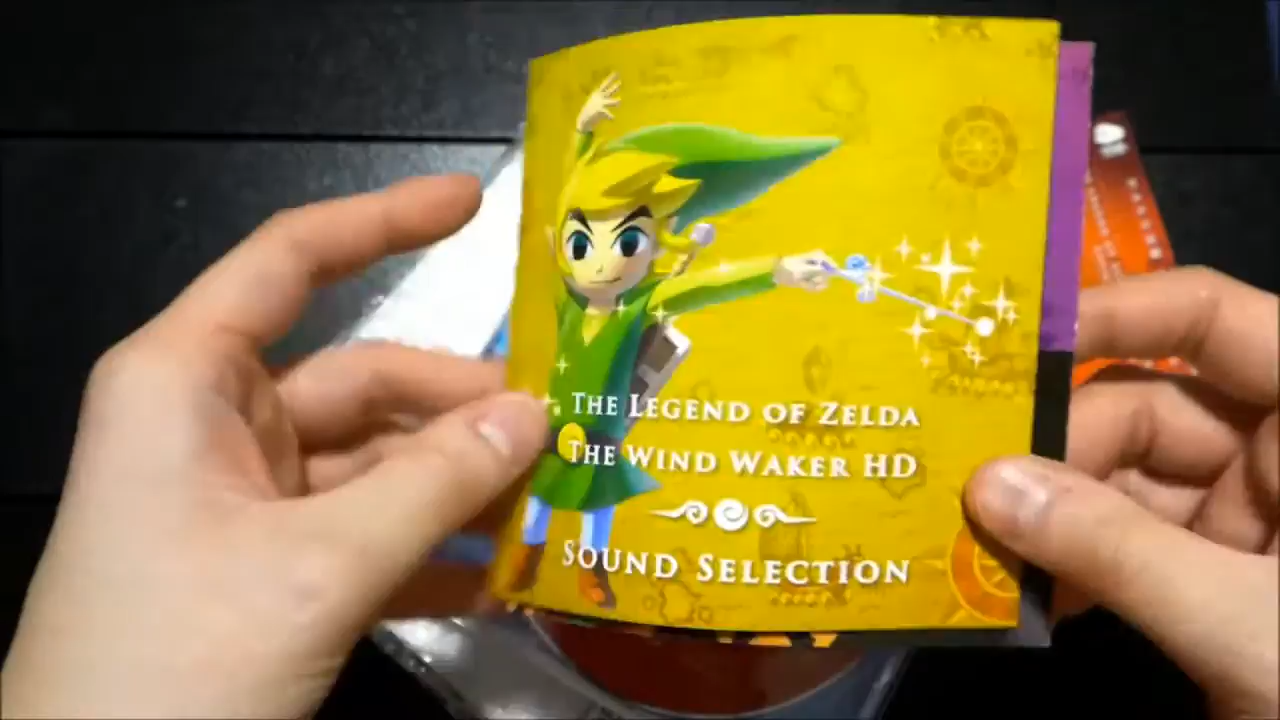 THE LEGEND OF ZELDA
THE WIND WAKER HD
SOUND SELECTION